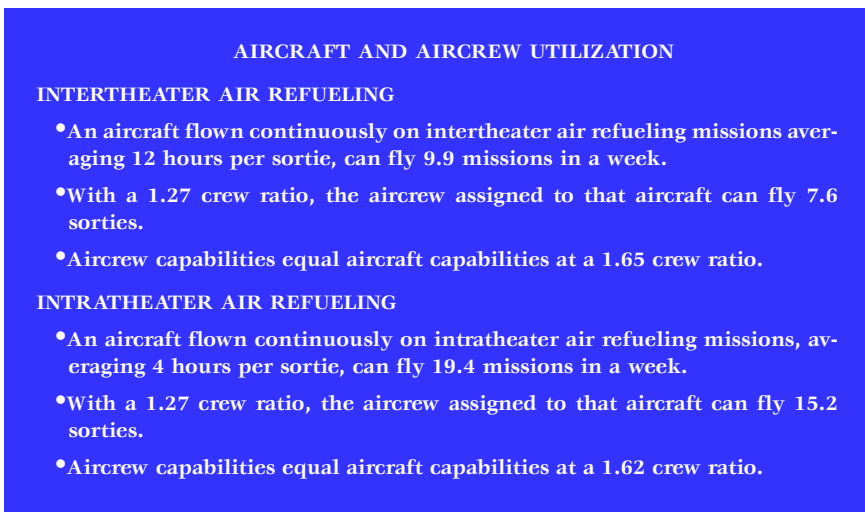 AIRCRAFT AND AIRCREW UTILIZATION
INTERTHEATER AIR REFUELING
•An aircraft flown continuously on intertheater air refueling missions aver-
aging 12 hours per sortie, can fly 9.9 missions in a week.
•With a 1.27 crew ratio, the aircrew assigned to that aircraft can fly 7.6
sorties.
•Aircrew capabilities equal aircraft capabilities at a 1.65 crew ratio.
INTRATHEATER AIR REFUELING
•An aircraft flown continuously on intratheater air refueling missions, av-
eraging 4 hours per sortie, can fly 19.4 missions in a week.
•With a 1.27 crew ratio, the aircrew assigned to that aircraft can fly 15.2
sorties.
•Aircrew capabilities equal aircraft capabilities at a 1.62 crew ratio.